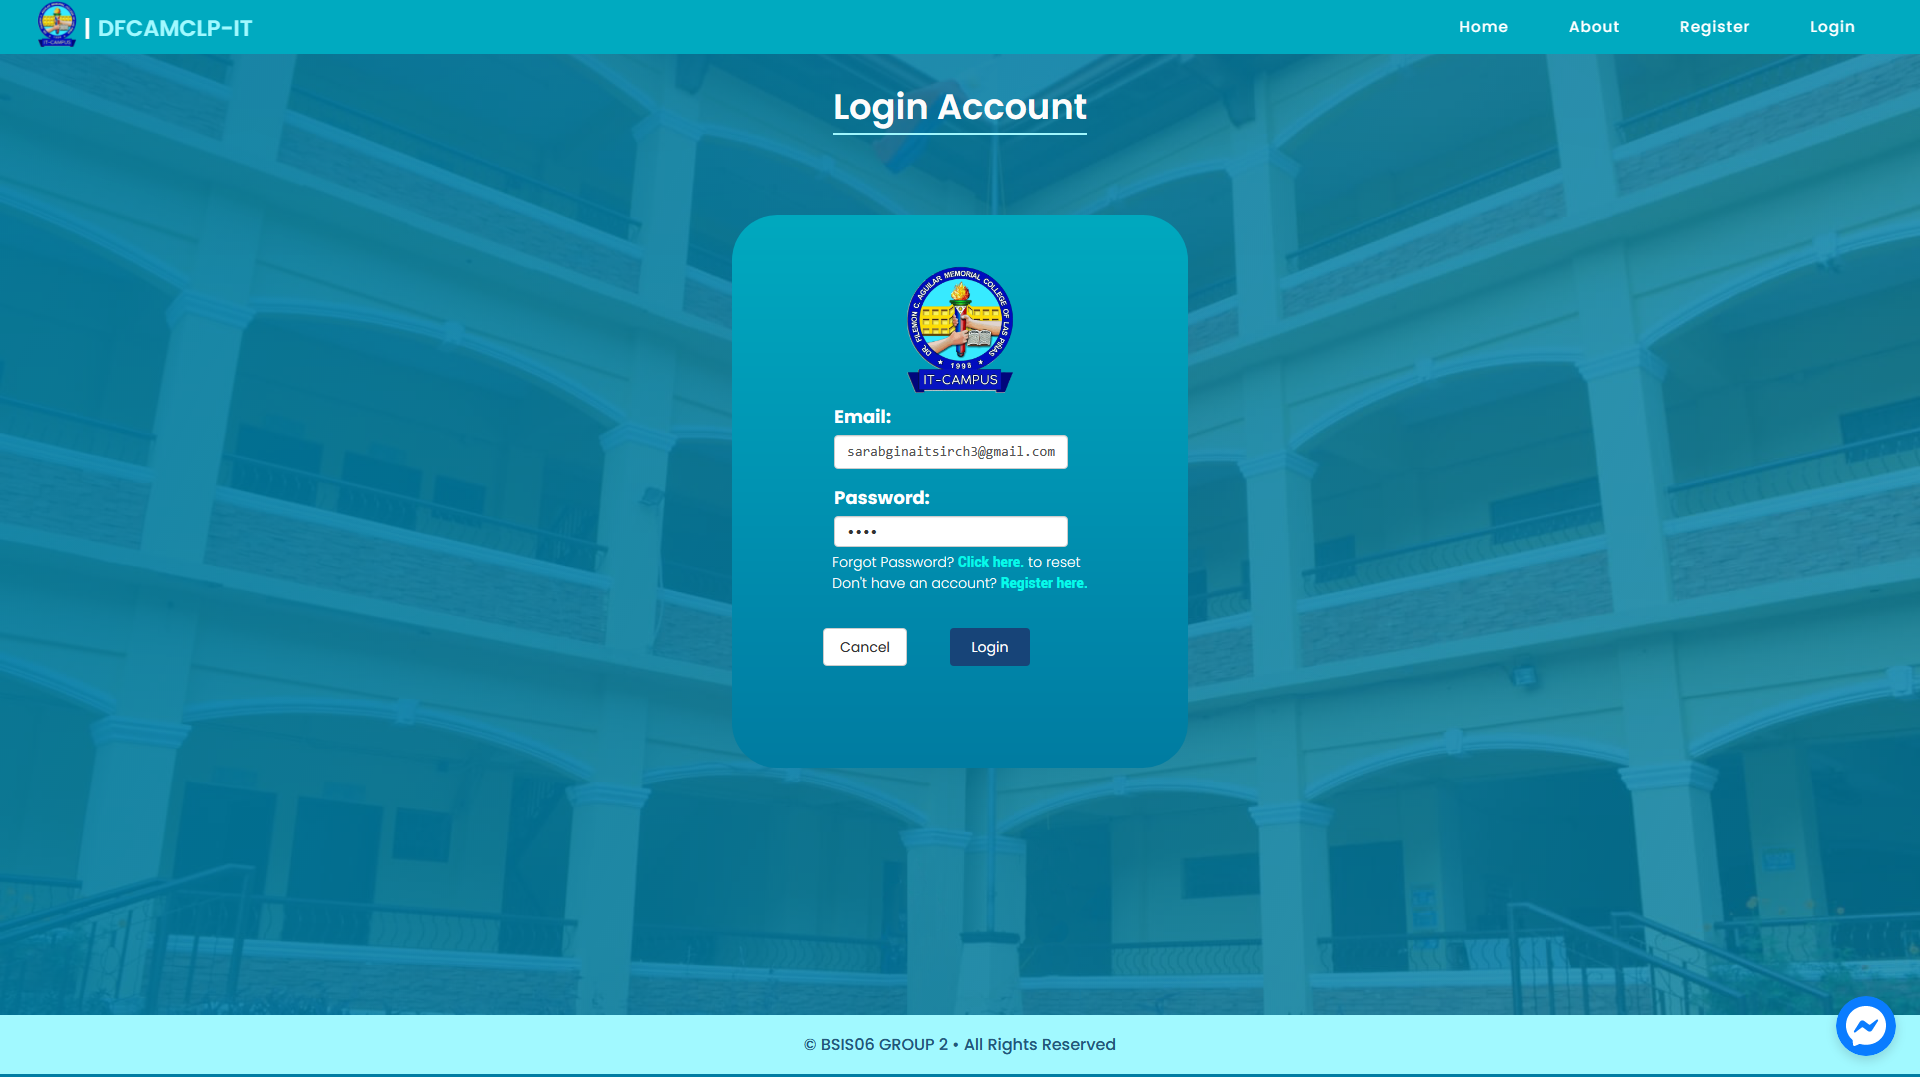 DFCAMCLP-IT
Home About Register Login
Login Account
DR. FILEMON C. AGUILAR MEMORIAL COLLEGE OF LAS PIÑAS
1998
IT-CAMPUS
Email:
sarabginaitsirch3@gmail.com
Password:
••••
Forgot Password? Click here. to reset
Don't have an account? Register here.
Cancel Login
© BSIS06 GROUP 2 • All Rights Reserved